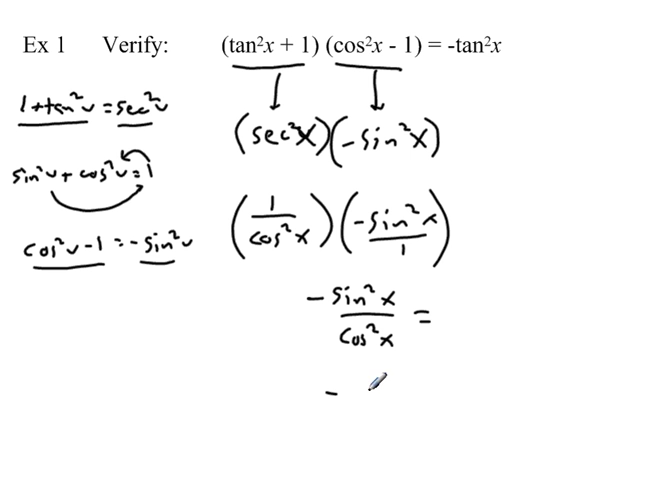 Ex 1 Verify: (tan²x + 1) (cos²x - 1) = -tan²x
1+tan²u = sec²u
sin²u + cos²u = 1
cos²u - 1 = -sin²u
(sec²x)(-sin²x)
(1/cos²x)(-sin²x/1)
-sin²x/cos²x =
-